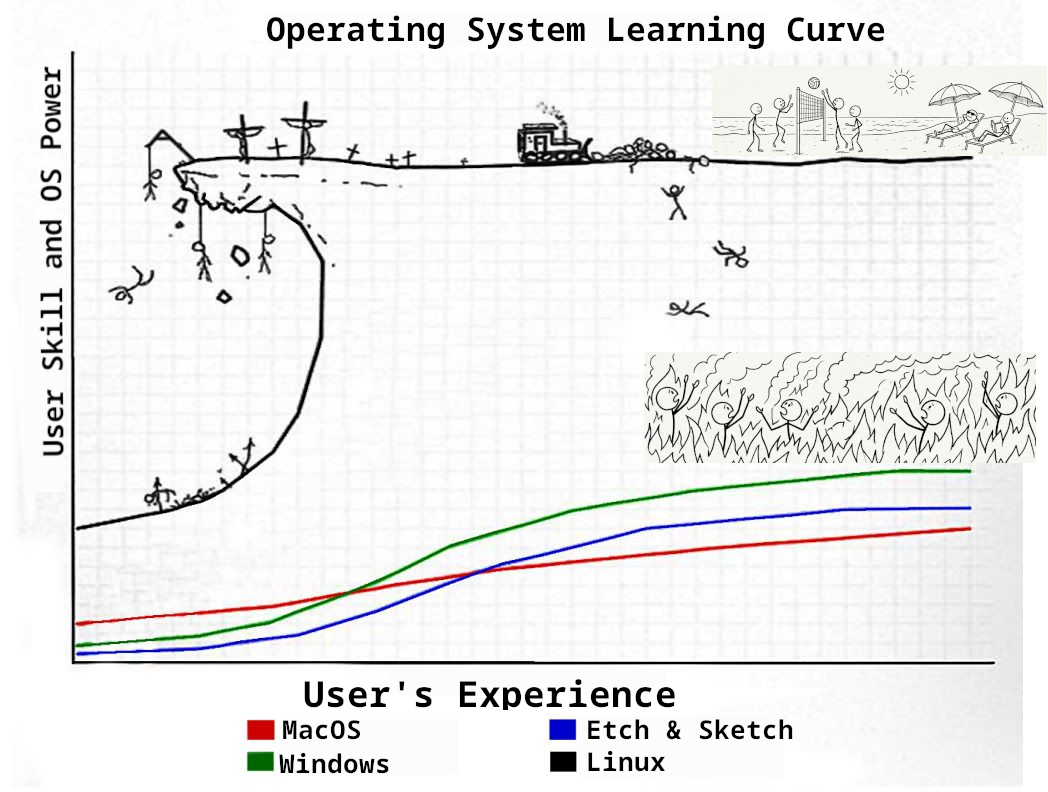 Operating System Learning Curve
User Skill and OS Power
User's Experience
MacOS
Etch & Sketch
Windows
Linux